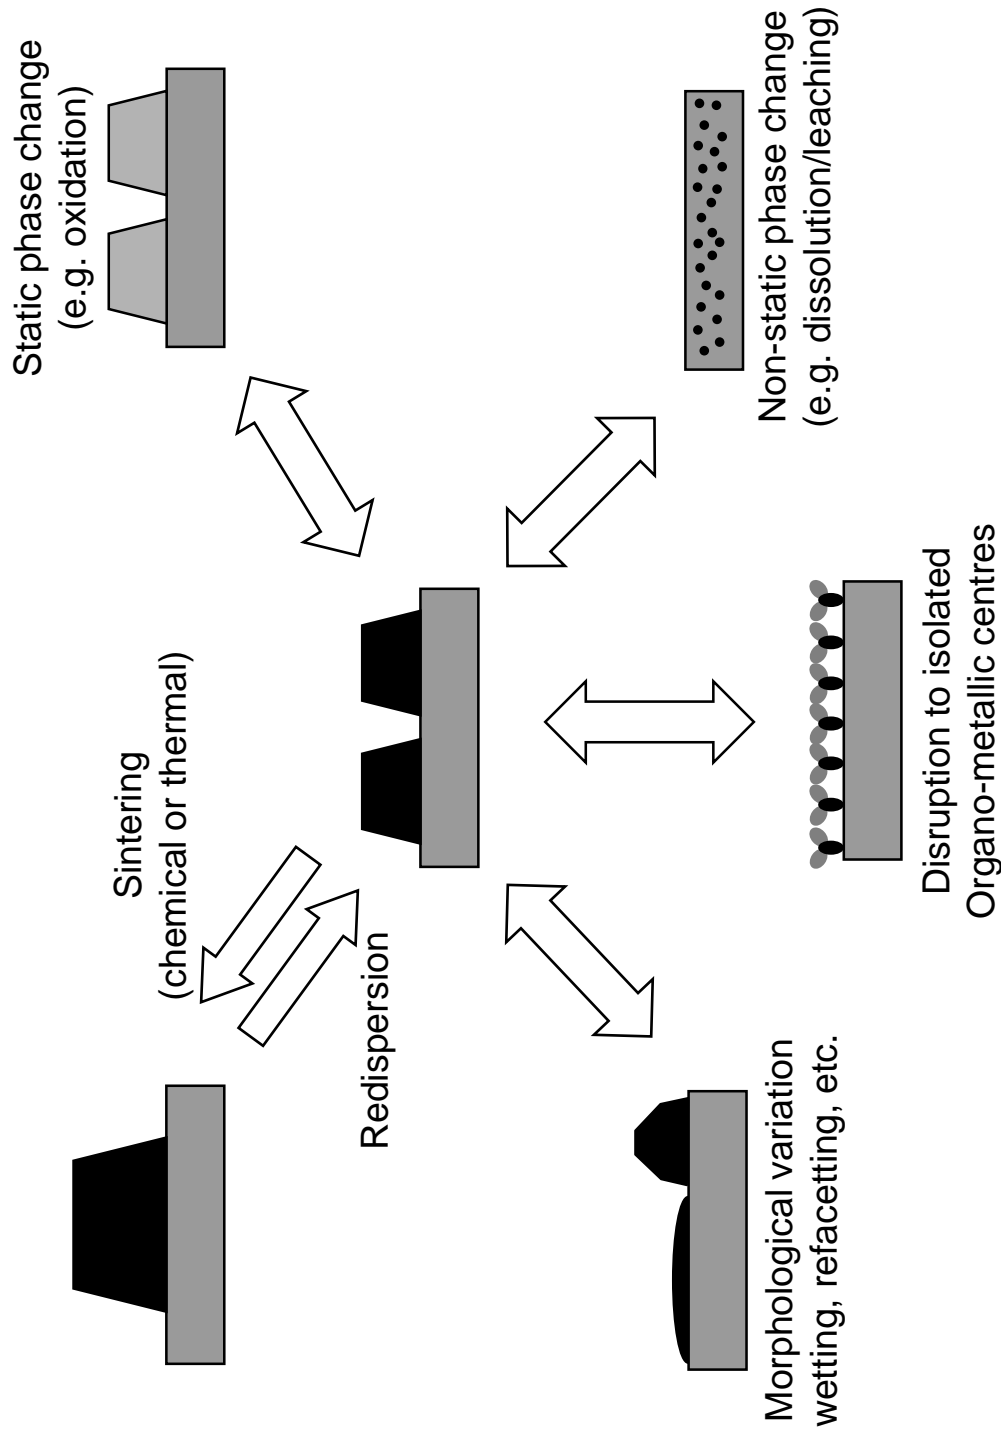 Sintering
(chemical or thermal)
Redispersion
Static phase change
(e.g. oxidation)
Morphological variation
wetting, refacetting, etc.
Disruption to isolated
Organo-metallic centres
Non-static phase change
(e.g. dissolution/leaching)